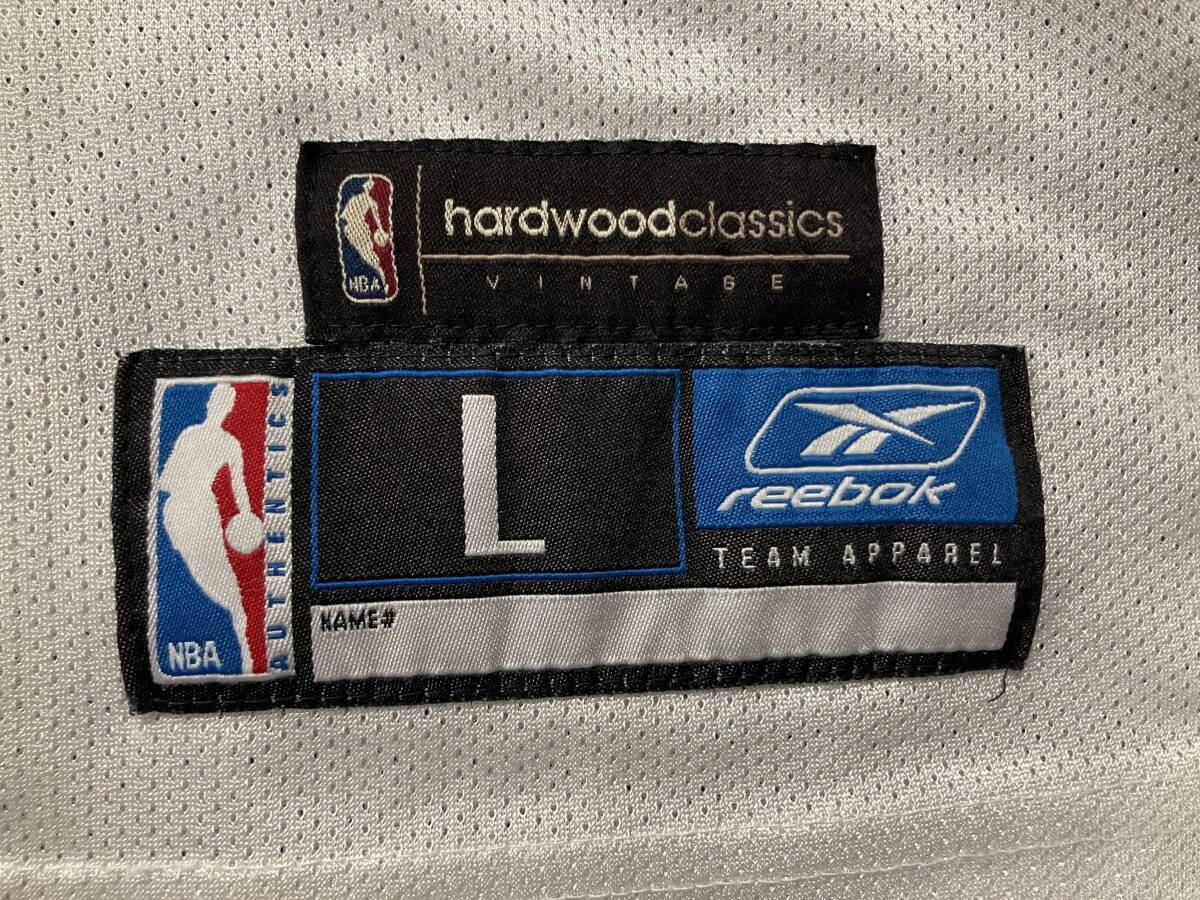 NBA
hardwoodclassics
VINTAGE
NBA
AUTHENTICS
L
reebok
TEAM APPAREL
NAME#